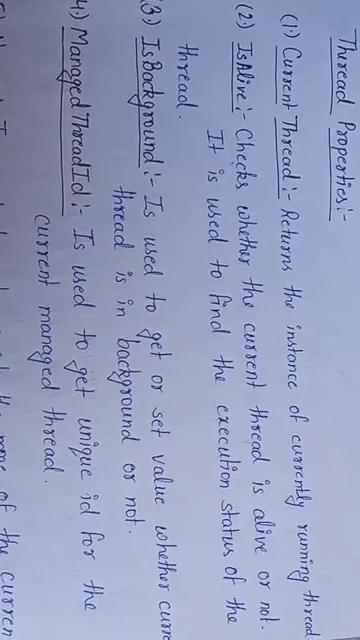 Thread Properties:-
(1.) Current Thread:- Returns the instance of currently running thread
(2.) IsAlive:- Checks whether the current thread is alive or not.
It is used to find the execution status of the
thread.
(3.) IsBackground:- Is used to get or set value whether curre
thread is in background or not.
4.) ManagedThreadId:- Is used to get unique id for the
current managed thread.
of the curren